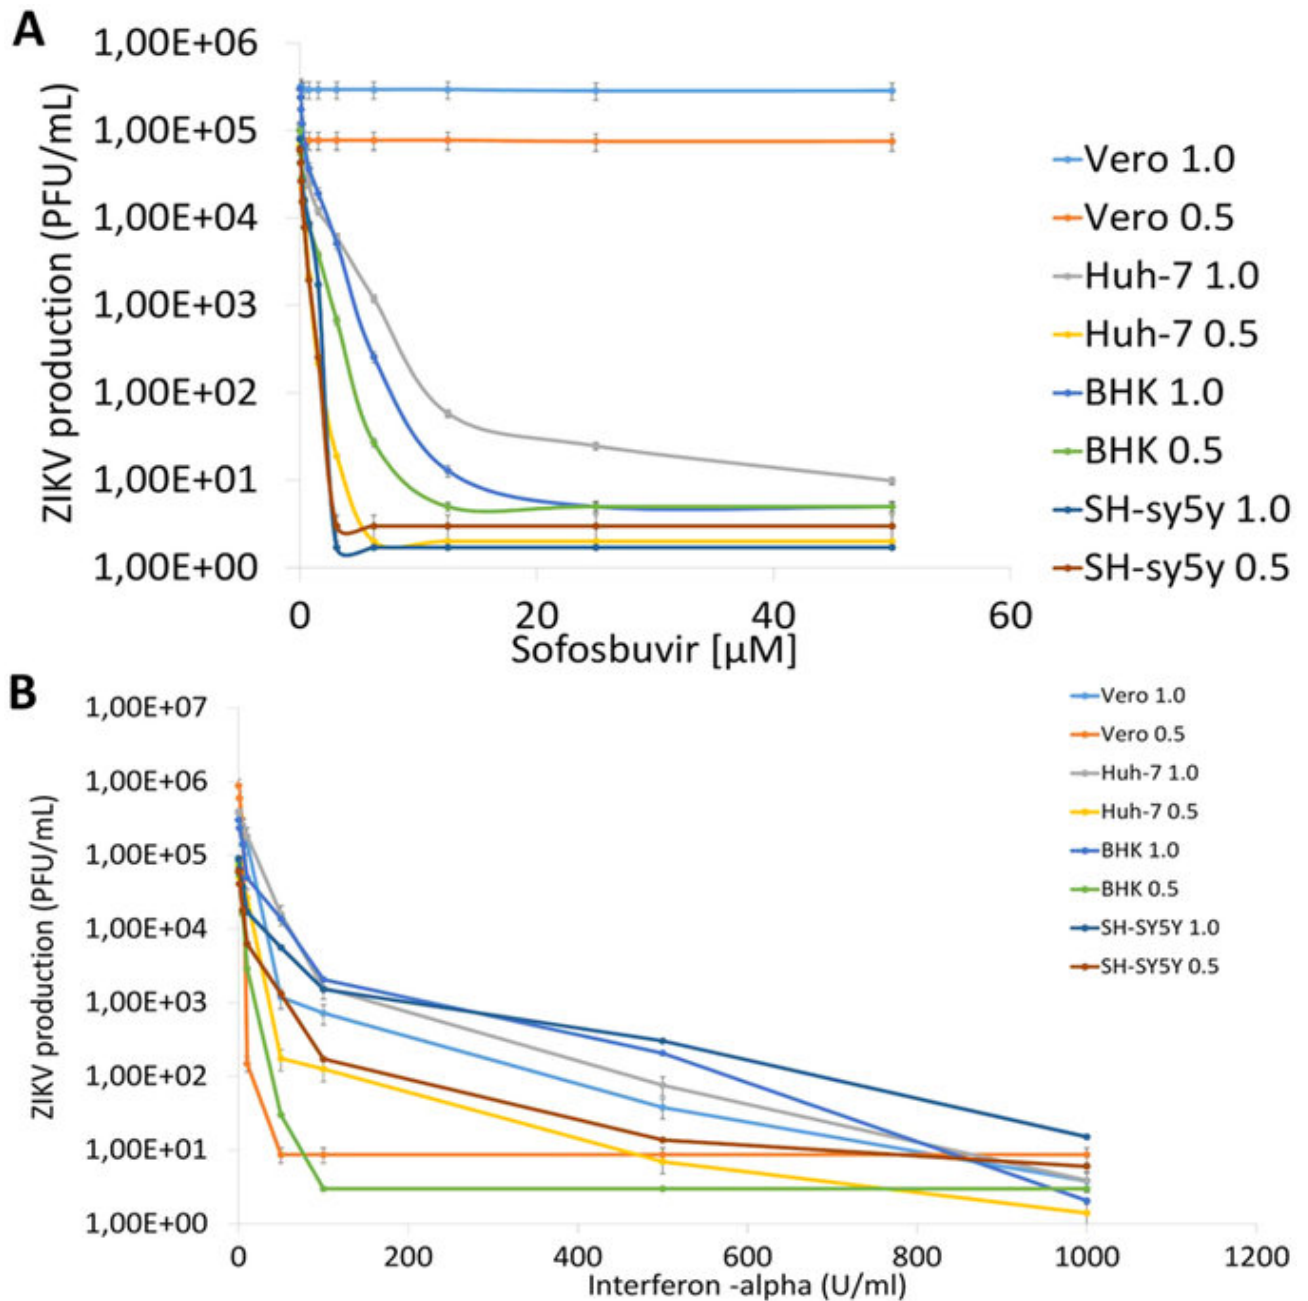 A
ZIKV production (PFU/mL)
1,00E+06
1,00E+05
1,00E+04
1,00E+03
1,00E+02
1,00E+01
1,00E+00
0 20 40 60
Sofosbuvir [µM]
Vero 1.0
Vero 0.5
Huh-7 1.0
Huh-7 0.5
BHK 1.0
BHK 0.5
SH-sy5y 1.0
SH-sy5y 0.5
B
ZIKV production (PFU/mL)
1,00E+07
1,00E+06
1,00E+05
1,00E+04
1,00E+03
1,00E+02
1,00E+01
1,00E+00
0 200 400 600 800 1000 1200
Interferon -alpha (U/ml)
Vero 1.0
Vero 0.5
Huh-7 1.0
Huh-7 0.5
BHK 1.0
BHK 0.5
SH-SY5Y 1.0
SH-SY5Y 0.5